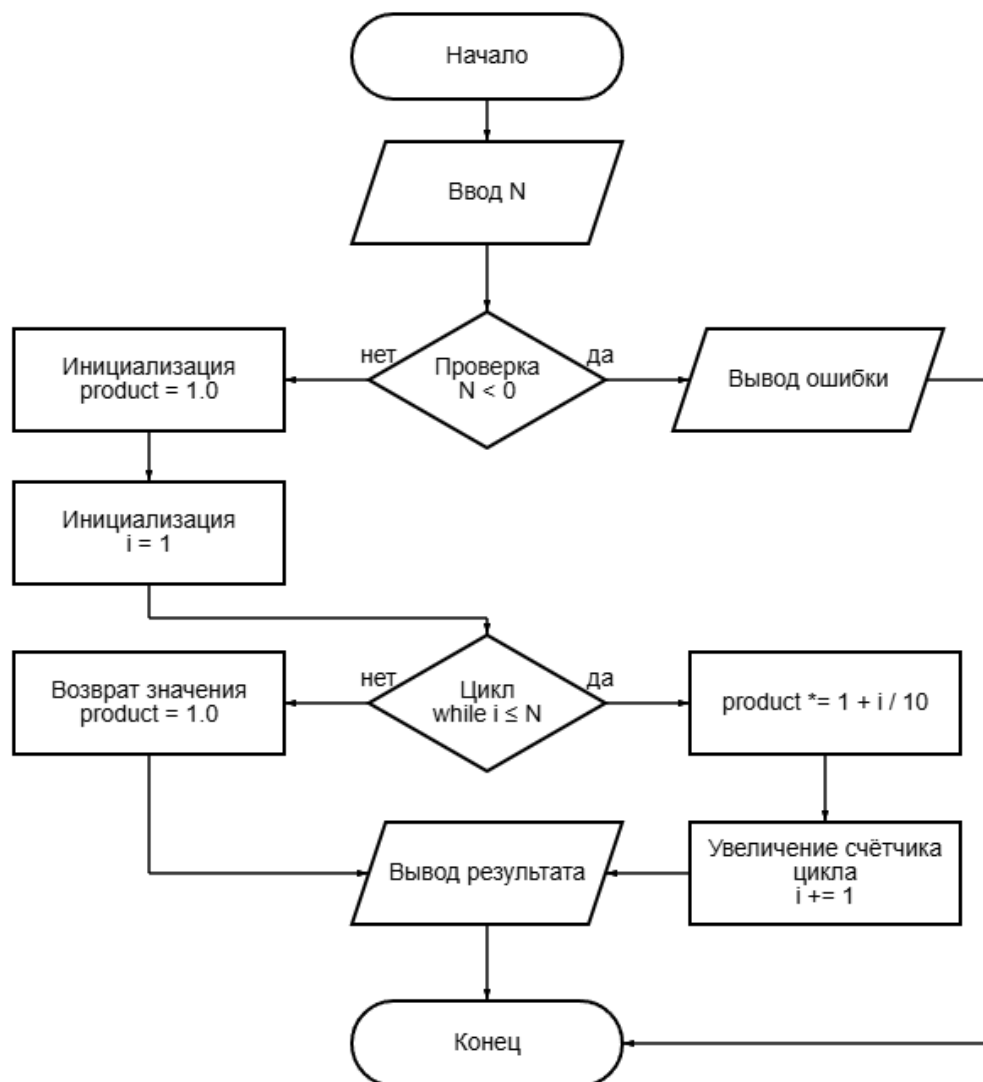 Начало
Ввод N
нет
да
Проверка
N < 0
Инициализация
product = 1.0
Вывод ошибки
Инициализация
i = 1
нет
да
Цикл
while i ≤ N
Возврат значения
product = 1.0
product *= 1 + i / 10
Увеличение счётчика
цикла
i += 1
Вывод результата
Конец